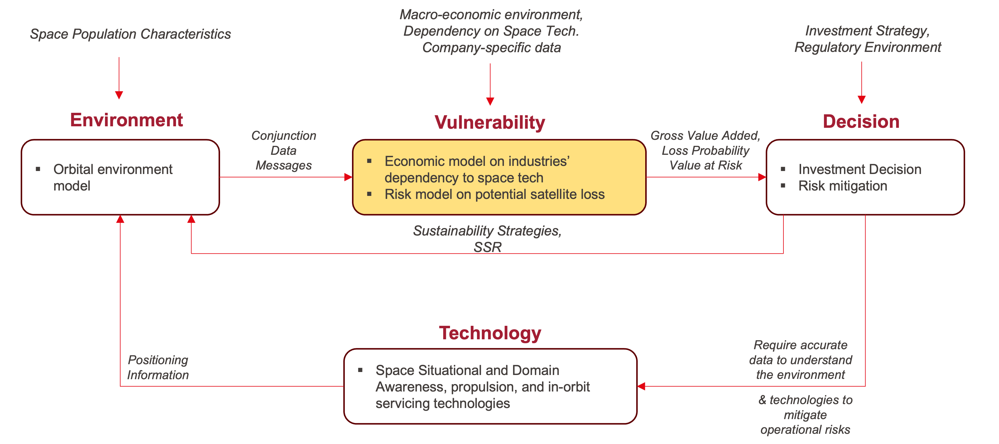 Space Population Characteristics
Macro-economic environment,
Dependency on Space Tech.
Company-specific data
Investment Strategy,
Regulatory Environment
Environment
Vulnerability
Decision
▪ Orbital environment
model
Conjunction
Data
Messages
▪ Economic model on industries’
dependency to space tech
▪ Risk model on potential satellite loss
Gross Value Added,
Loss Probability
Value at Risk
▪ Investment Decision
▪ Risk mitigation
Sustainability Strategies,
SSR
Technology
Positioning
Information
▪ Space Situational and Domain
Awareness, propulsion, and in-orbit
servicing technologies
Require accurate
data to understand
the environment
& technologies to
mitigate
operational risks